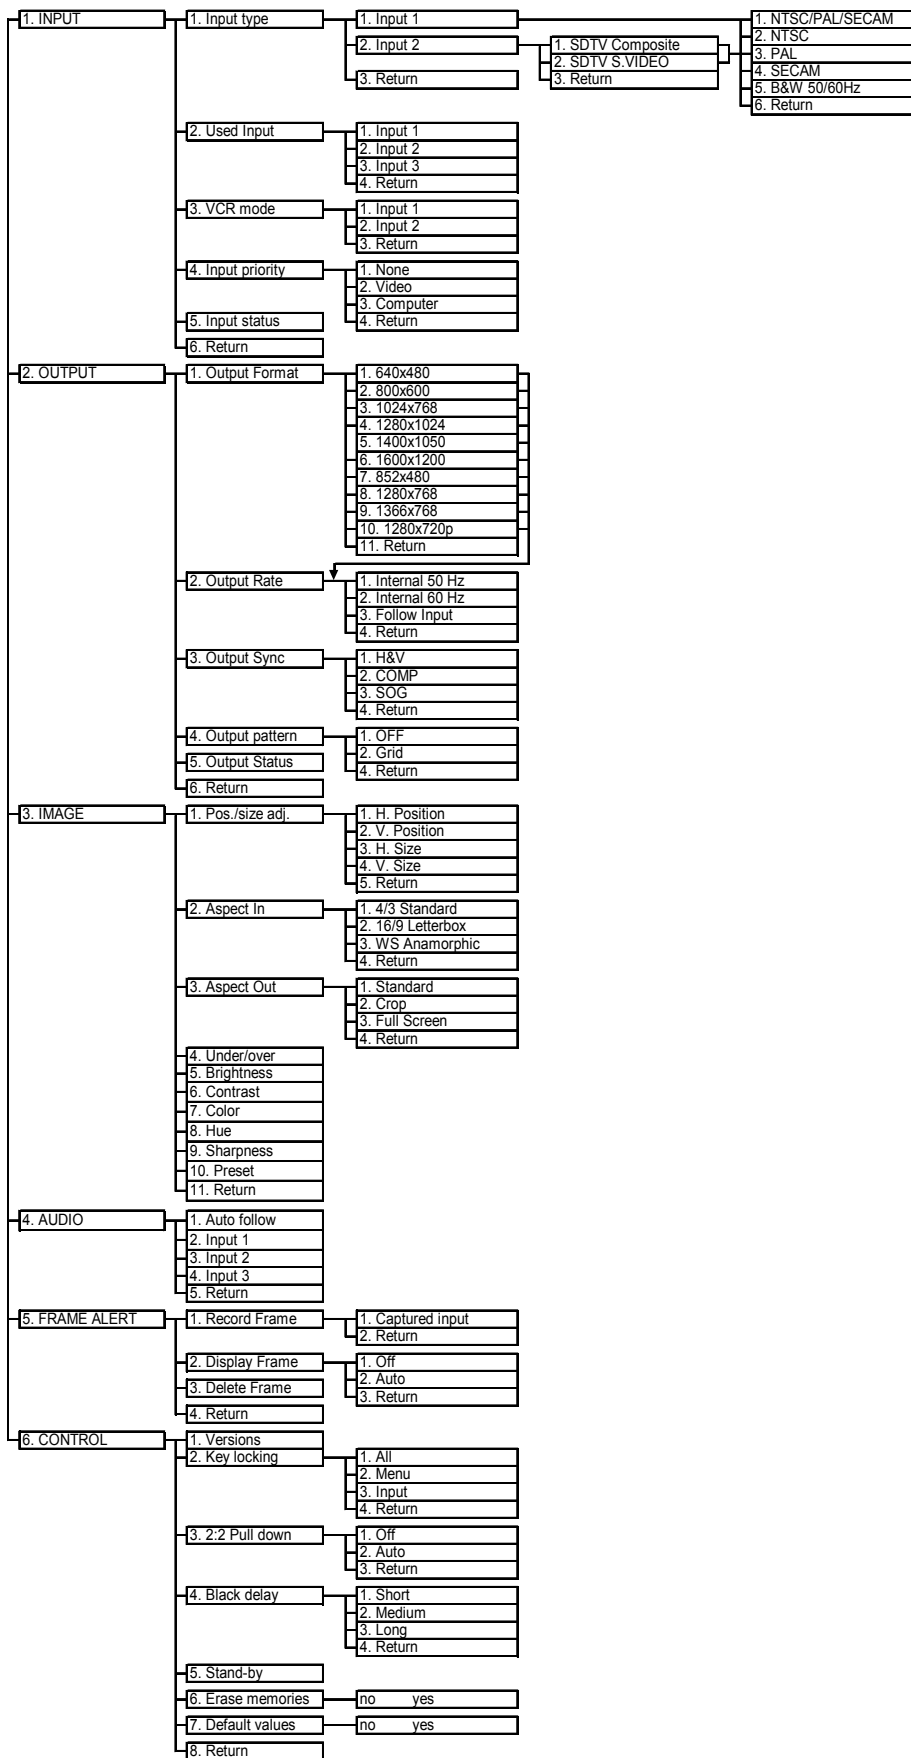 1. INPUT
1. Input type
1. Input 1
1. NTSC/PAL/SECAM
2. NTSC
3. PAL
4. SECAM
5. B&W 50/60Hz
6. Return
2. Input 2
1. SDTV Composite
2. SDTV S.VIDEO
3. Return
3. Return
2. Used Input
1. Input 1
2. Input 2
3. Input 3
4. Return
3. VCR mode
1. Input 1
2. Input 2
3. Return
4. Input priority
1. None
2. Video
3. Computer
4. Return
5. Input status
6. Return
2. OUTPUT
1. Output Format
1. 640x480
2. 800x600
3. 1024x768
4. 1280x1024
5. 1400x1050
6. 1600x1200
7. 852x480
8. 1280x768
9. 1366x768
10. 1280x720p
11. Return
2. Output Rate
1. Internal 50 Hz
2. Internal 60 Hz
3. Follow Input
4. Return
3. Output Sync
1. H&V
2. COMP
3. SOG
4. Return
4. Output pattern
1. OFF
2. Grid
4. Return
5. Output Status
6. Return
3. IMAGE
1. Pos./size adj.
1. H. Position
2. V. Position
3. H. Size
4. V. Size
5. Return
2. Aspect In
1. 4/3 Standard
2. 16/9 Letterbox
3. WS Anamorphic
4. Return
3. Aspect Out
1. Standard
2. Crop
3. Full Screen
4. Return
4. Under/over
5. Brightness
6. Contrast
7. Color
8. Hue
9. Sharpness
10. Preset
11. Return
4. AUDIO
1. Auto follow
2. Input 1
3. Input 2
4. Input 3
5. Return
5. FRAME ALERT
1. Record Frame
1. Captured input
2. Return
2. Display Frame
1. Off
2. Auto
3. Return
3. Delete Frame
4. Return
6. CONTROL
1. Versions
2. Key locking
1. All
2. Menu
3. Input
4. Return
3. 2:2 Pull down
1. Off
2. Auto
3. Return
4. Black delay
1. Short
2. Medium
3. Long
4. Return
5. Stand-by
6. Erase memories
no yes
7. Default values
no yes
8. Return